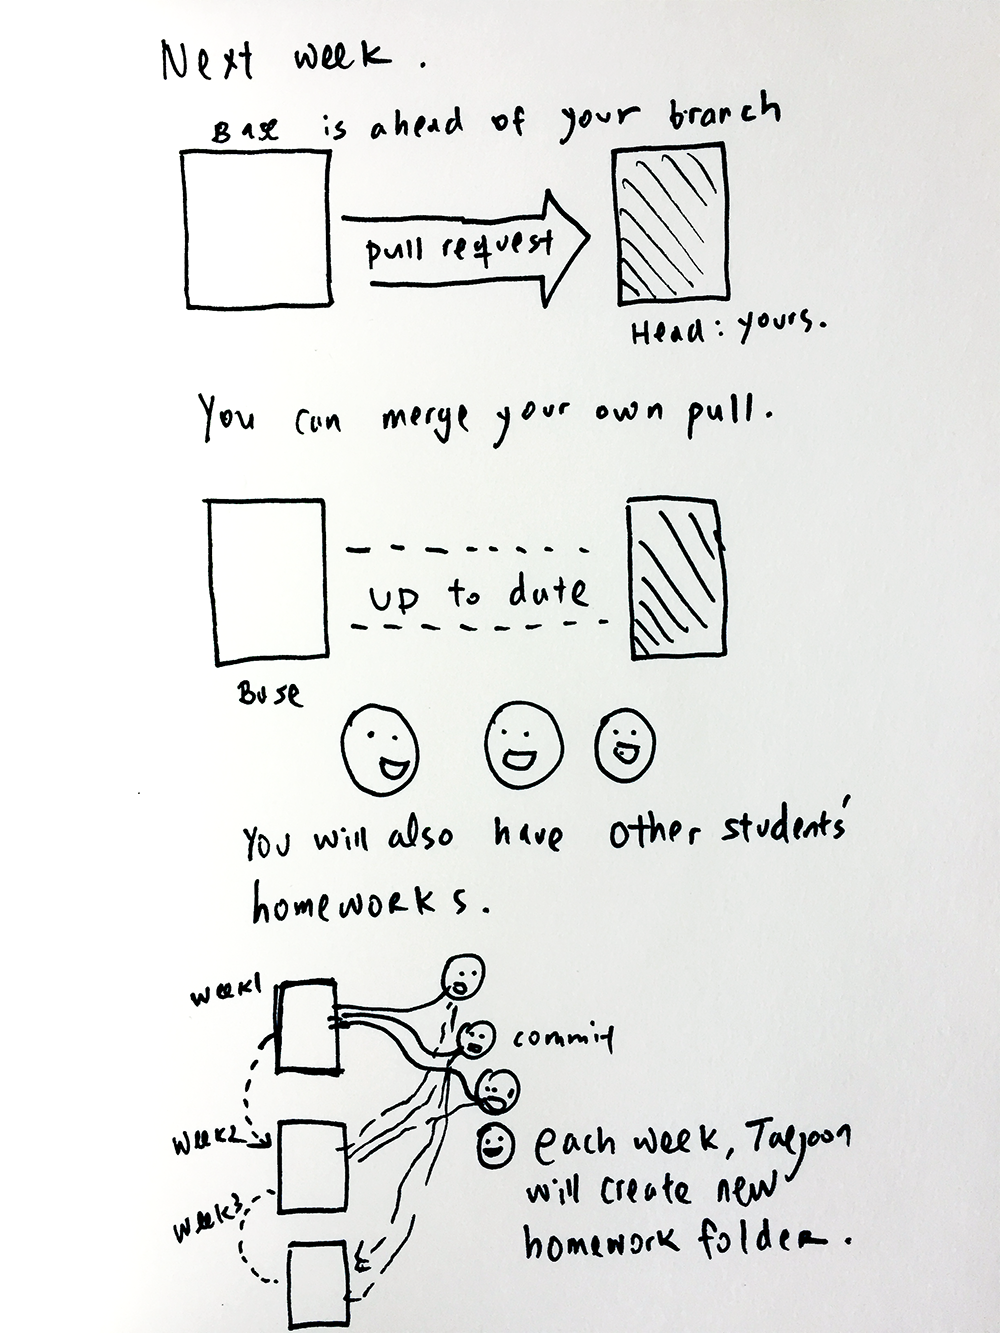 Next week.
Base is ahead of your branch
pull request
Head: yours.
You can merge your own pull.
up to date
Base
You will also have other students'
homeworks.
week1
commit
week2
each week, Taeyoon
will create new
week3
homework folder.